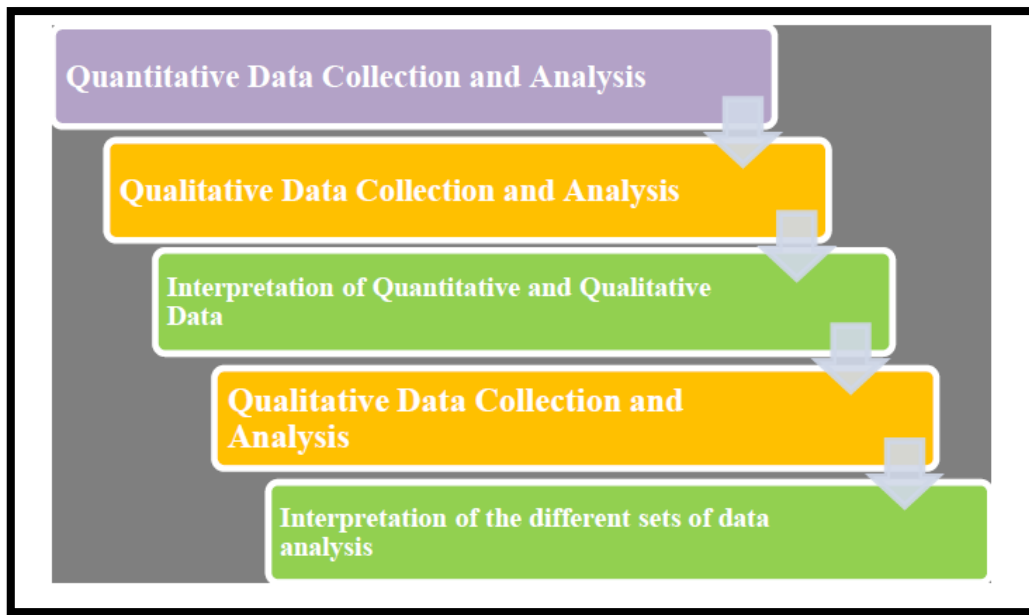 Quantitative Data Collection and Analysis
Qualitative Data Collection and Analysis
Interpretation of Quantitative and Qualitative
Data
Qualitative Data Collection and
Analysis
Interpretation of the different sets of data
analysis